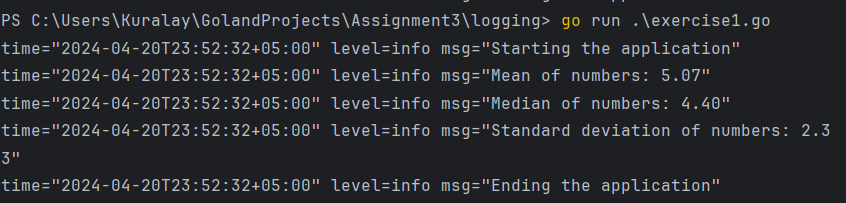 PS C:\Users\Kuralay\GolandProjects\Assignment3\logging> go run .\exercise1.go
time="2024-04-20T23:52:32+05:00" level=info msg="Starting the application"
time="2024-04-20T23:52:32+05:00" level=info msg="Mean of numbers: 5.07"
time="2024-04-20T23:52:32+05:00" level=info msg="Median of numbers: 4.40"
time="2024-04-20T23:52:32+05:00" level=info msg="Standard deviation of numbers: 2.3
3"
time="2024-04-20T23:52:32+05:00" level=info msg="Ending the application"